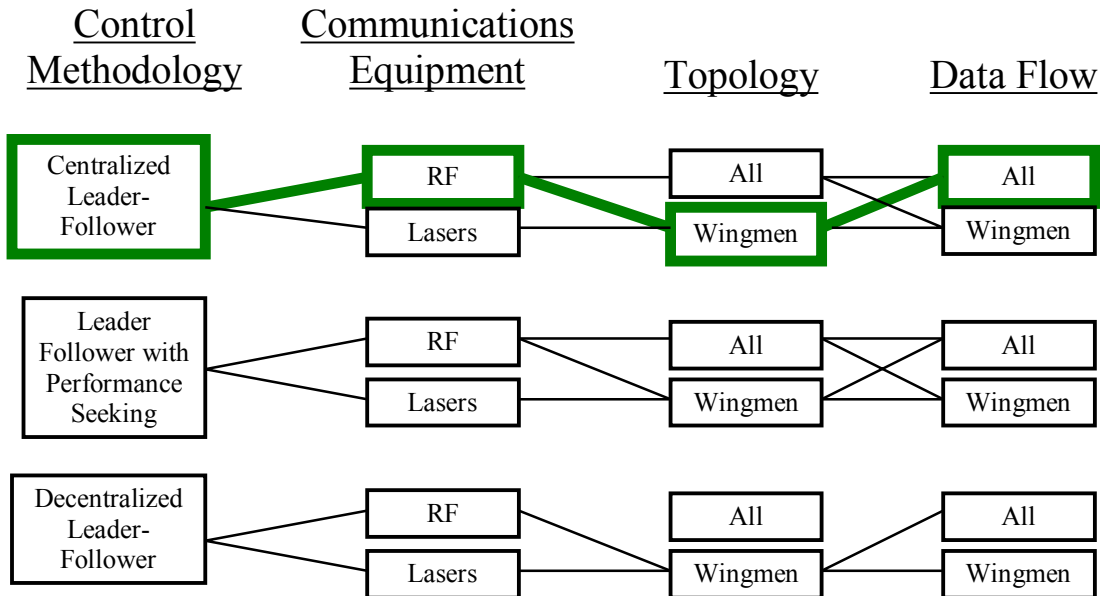 Control
Methodology
Communications
Equipment
Topology
Data Flow
Centralized
Leader-
Follower
RF
Lasers
All
Wingmen
All
Wingmen
Leader
Follower with
Performance
Seeking
RF
Lasers
All
Wingmen
All
Wingmen
Decentralized
Leader-
Follower
RF
Lasers
All
Wingmen
All
Wingmen